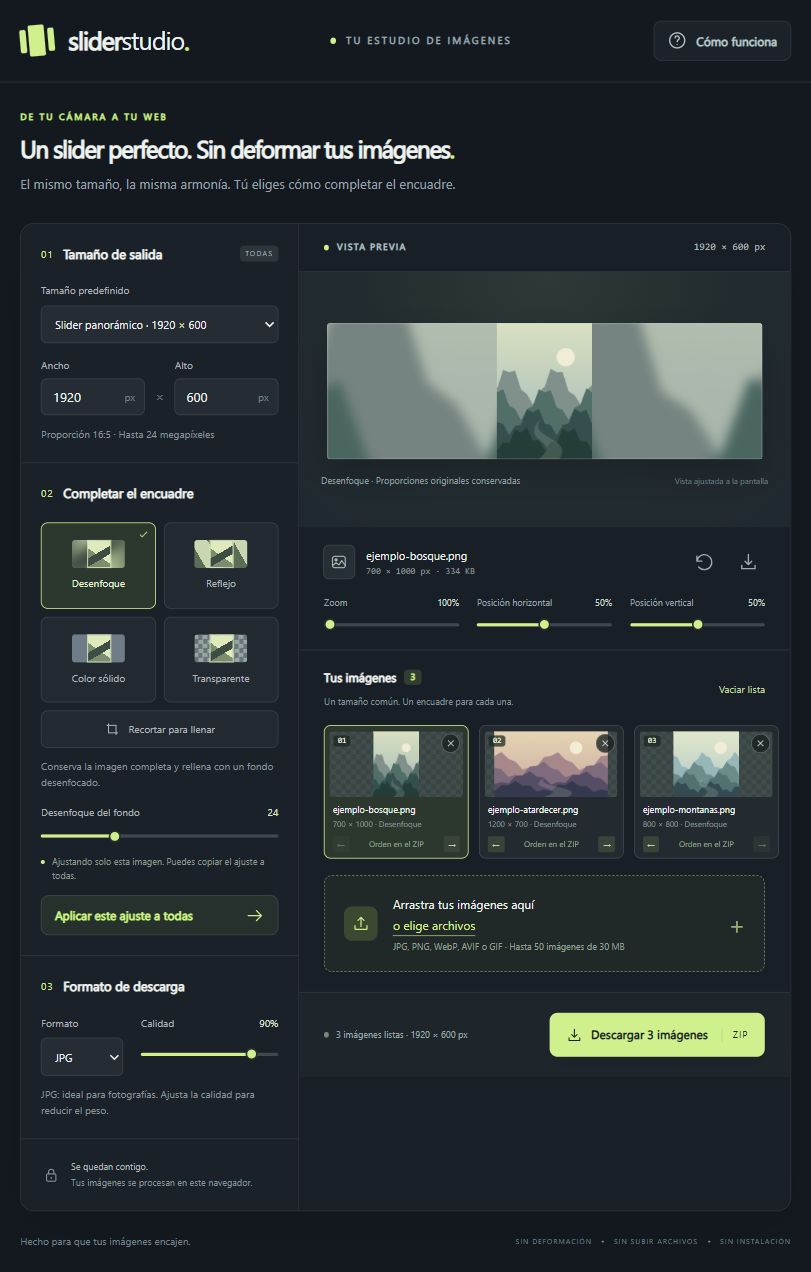 sliderstudio.
TU ESTUDIO DE IMÁGENES
Cómo funciona
DE TU CÁMARA A TU WEB
Un slider perfecto. Sin deformar tus imágenes.
El mismo tamaño, la misma armonía. Tú eliges cómo completar el encuadre.
01 Tamaño de salida
TODAS
Tamaño predefinido
Slider panorámico · 1920 × 600
Ancho Alto
1920 px × 600 px
Proporción 16:5 · Hasta 24 megapíxeles
02 Completar el encuadre
Desenfoque Reflejo
Color sólido Transparente
Recortar para llenar
Conserva la imagen completa y rellena con un fondo
desenfocado.
Desenfoque del fondo 24
Ajustando solo esta imagen. Puedes copiar el ajuste a
todas.
Aplicar este ajuste a todas →
03 Formato de descarga
Formato Calidad 90%
JPG
JPG: ideal para fotografías. Ajusta la calidad para
reducir el peso.
Se quedan contigo.
Tus imágenes se procesan en este navegador.
VISTA PREVIA 1920 × 600 px
Desenfoque · Proporciones originales conservadas Vista ajustada a la pantalla
ejemplo-bosque.png
700 × 1000 px · 334 KB
Zoom 100% Posición horizontal 50% Posición vertical 50%
Tus imágenes 3
Un tamaño común. Un encuadre para cada una.
Vaciar lista
01 02 03
ejemplo-bosque.png ejemplo-atardecer.png ejemplo-montanas.png
700 × 1000 · Desenfoque 1200 × 700 · Desenfoque 800 × 800 · Desenfoque
← Orden en el ZIP → ← Orden en el ZIP → ← Orden en el ZIP →
Arrastra tus imágenes aquí
o elige archivos
JPG, PNG, WebP, AVIF o GIF · Hasta 50 imágenes de 30 MB
3 imágenes listas · 1920 × 600 px
Descargar 3 imágenes ZIP
Hecho para que tus imágenes encajen.
SIN DEFORMACIÓN • SIN SUBIR ARCHIVOS • SIN INSTALACIÓN